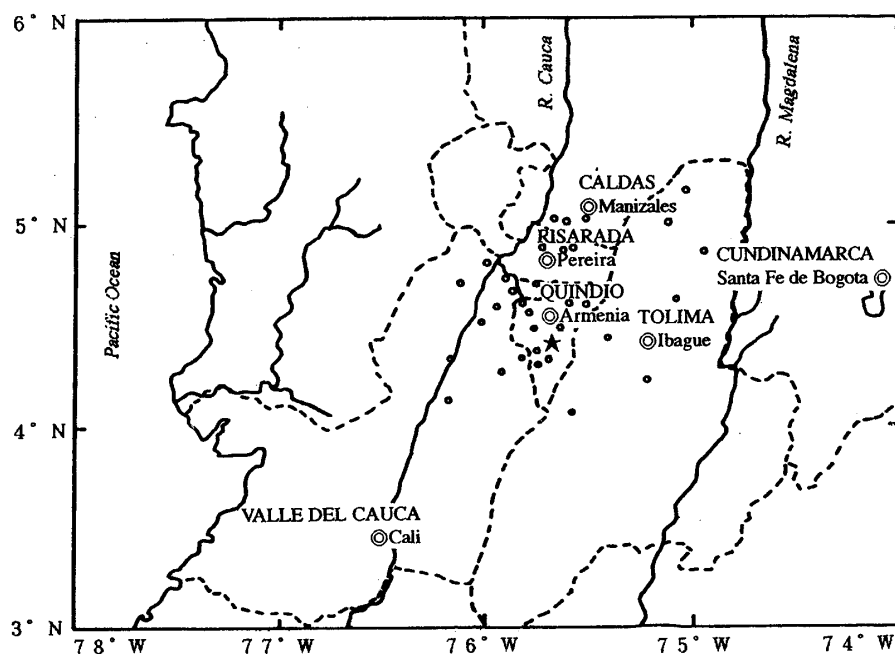 6° N
R. Cauca
R. Magdalena
CALDAS
Manizales
5° N
RISARADA
Pereira
CUNDINAMARCA
Santa Fe de Bogota
Pacific Ocean
QUINDIO
Armenia
TOLIMA
Ibague
4° N
VALLE DEL CAUCA
Cali
3° N
78° W
77° W
76° W
75° W
74° W